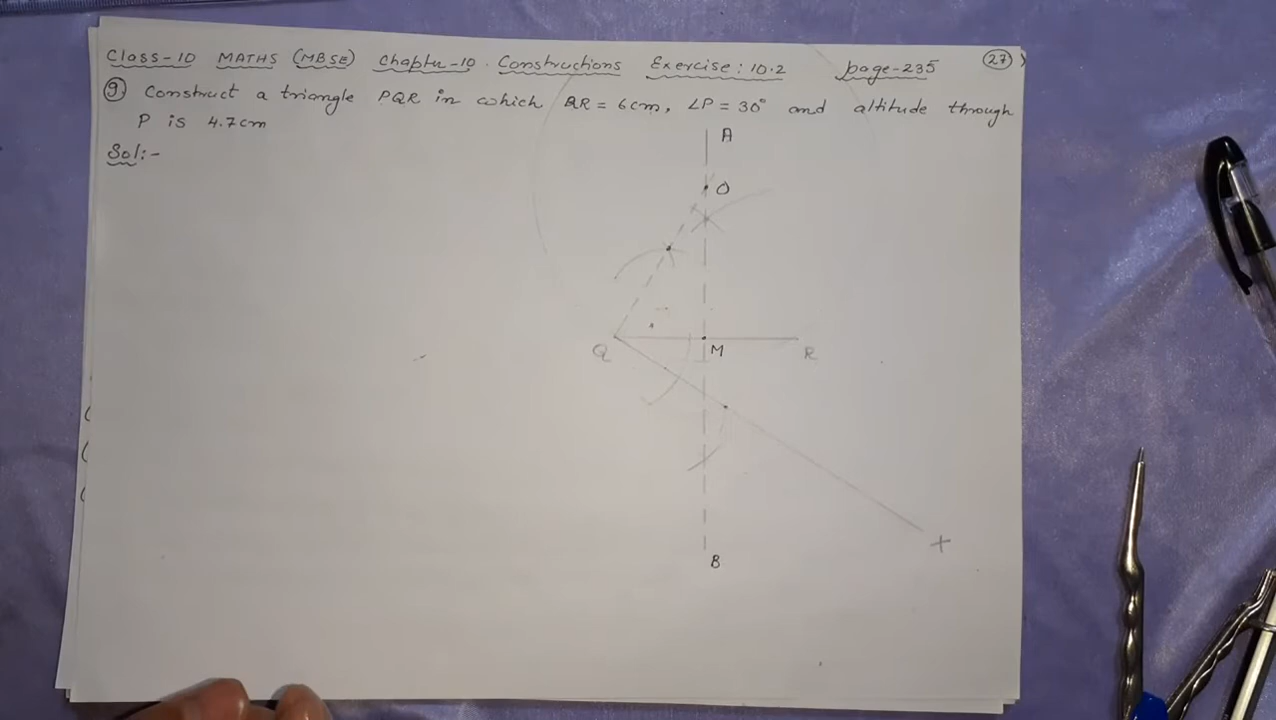 Class-10 MATHS (MBSE) Chapter-10. Constructions Exercise: 10.2 page-235 (27)
9 Construct a triangle PQR in which QR = 6cm, ∠P = 30° and altitude through
P is 4.7cm
Sol:-
A
O
Q M R
X
B